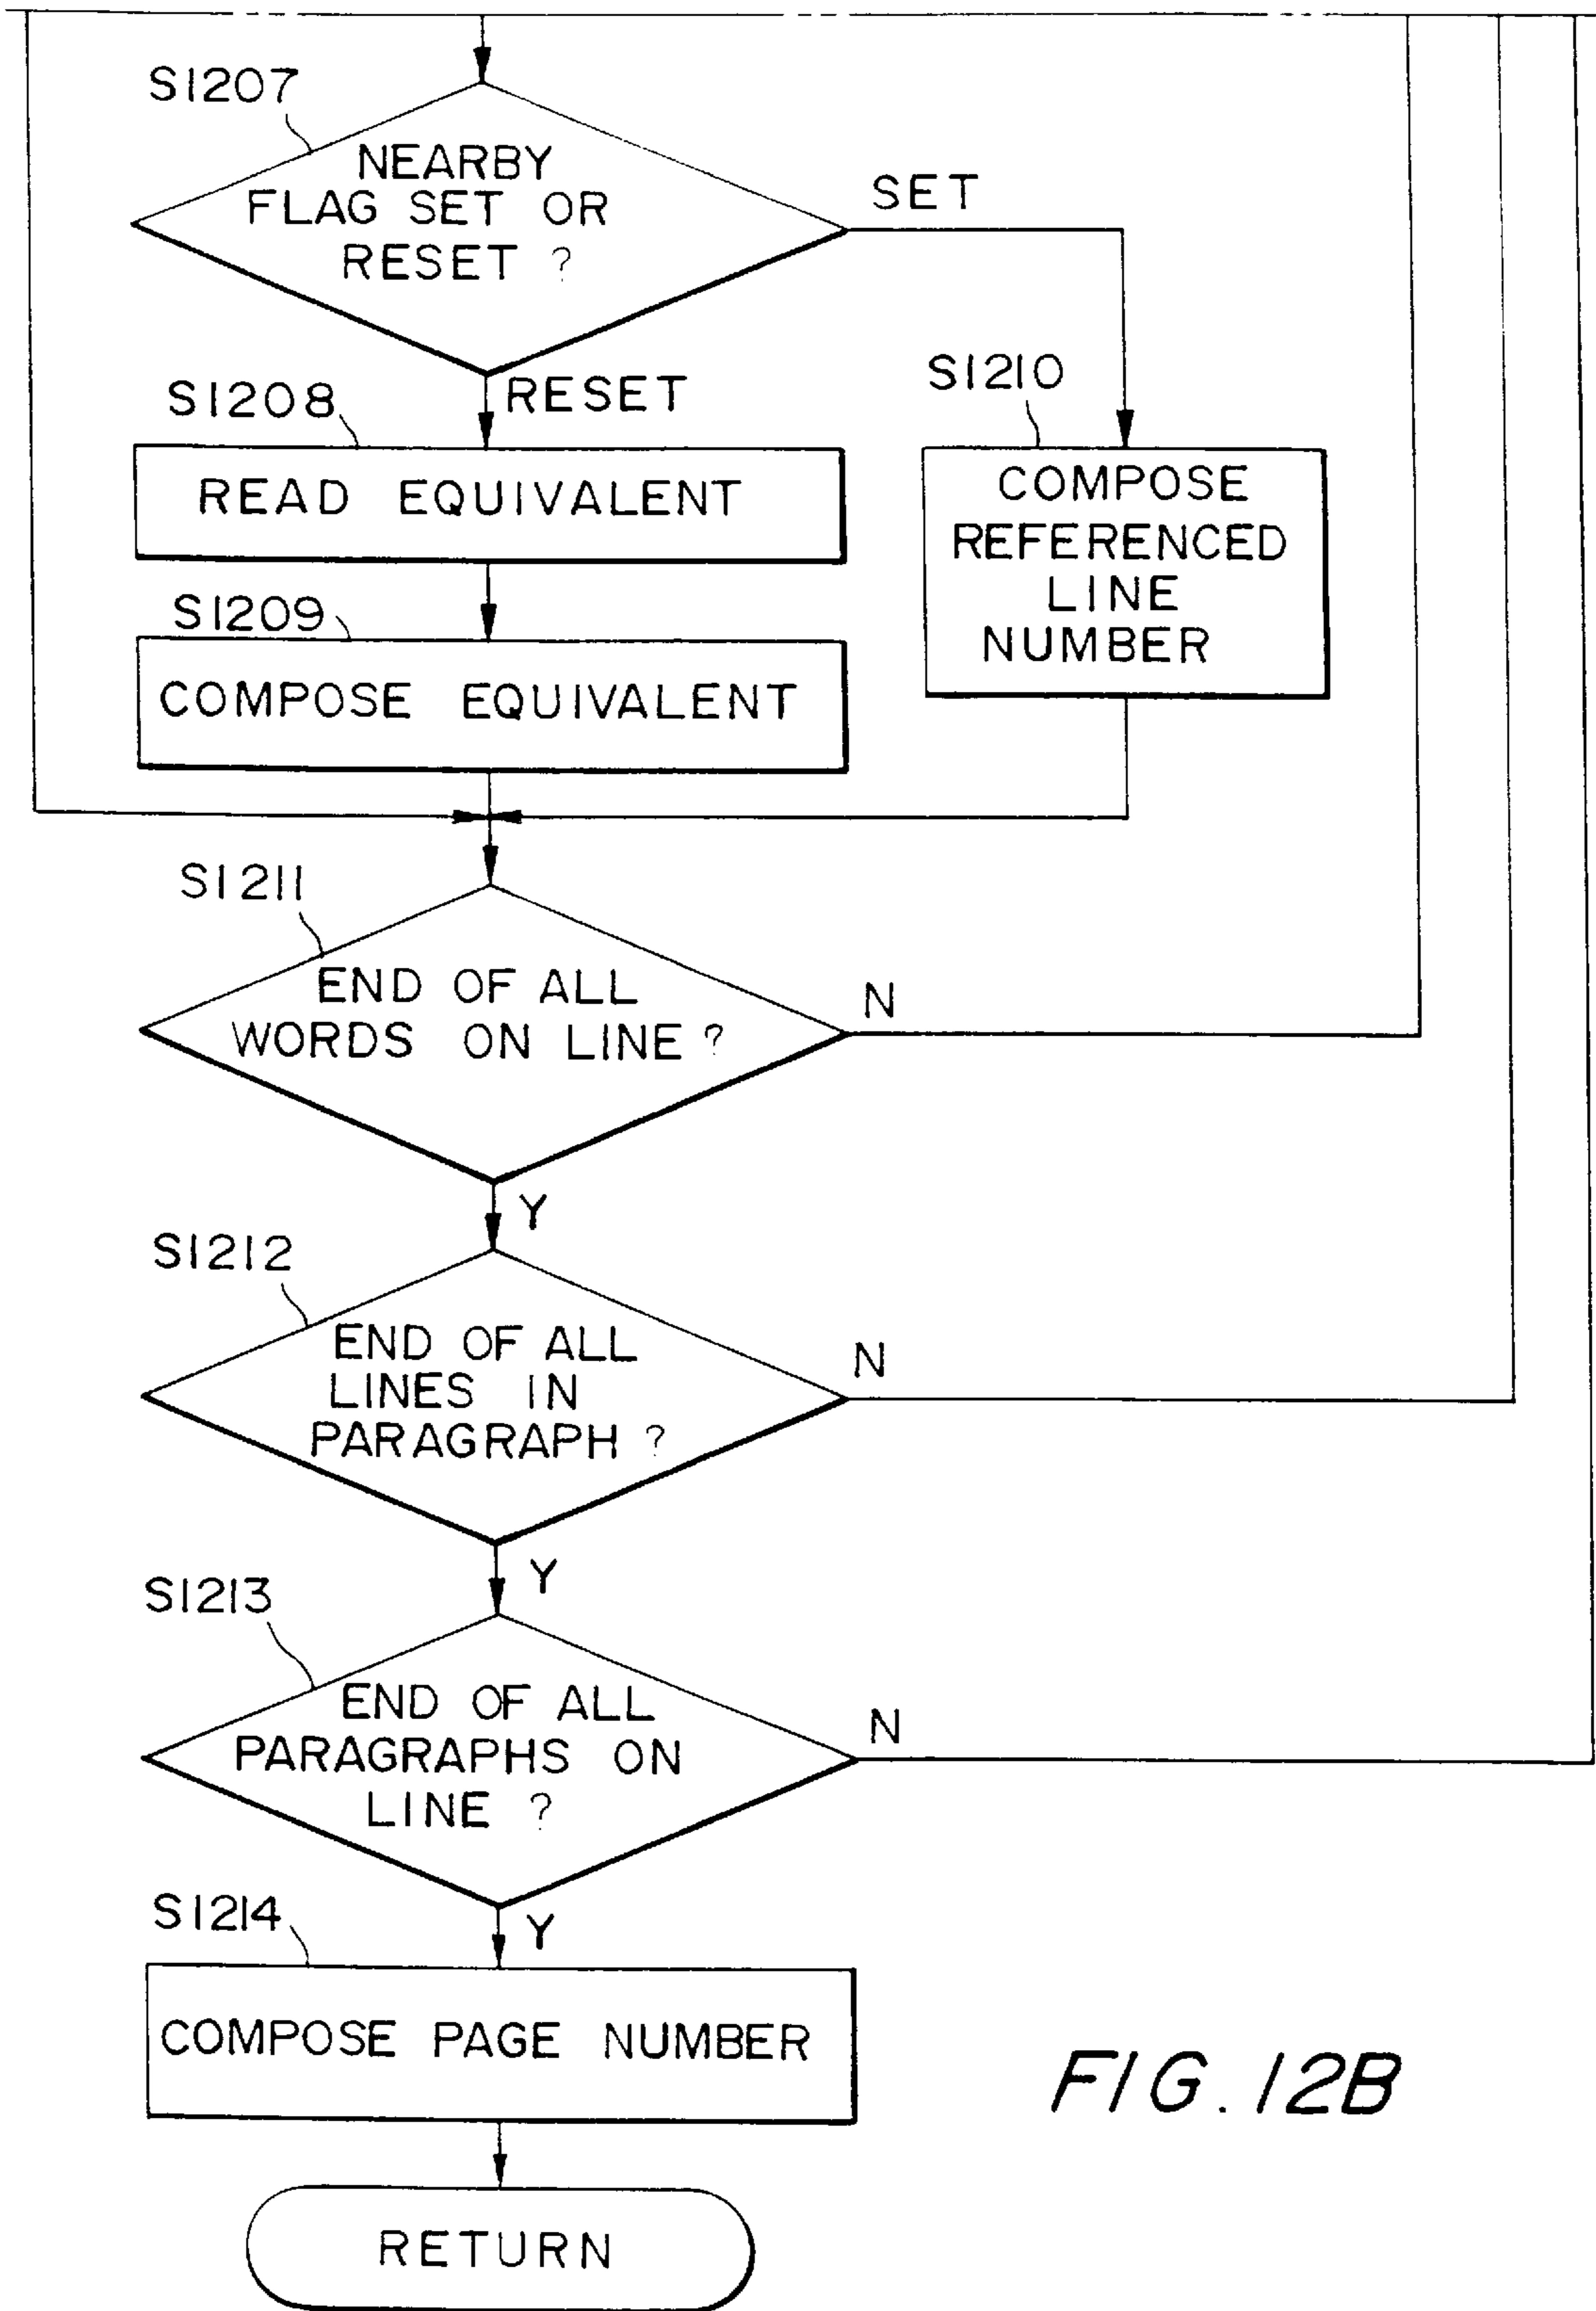 S1207
NEARBY
FLAG SET OR
RESET ?
SET
RESET
S1208
READ EQUIVALENT
S1210
COMPOSE
REFERENCED
LINE
NUMBER
S1209
COMPOSE EQUIVALENT
S1211
END OF ALL
WORDS ON LINE ?
N
Y
S1212
END OF ALL
LINES IN
PARAGRAPH ?
N
Y
S1213
END OF ALL
PARAGRAPHS ON
LINE ?
N
Y
S1214
COMPOSE PAGE NUMBER
RETURN
FIG. 12B